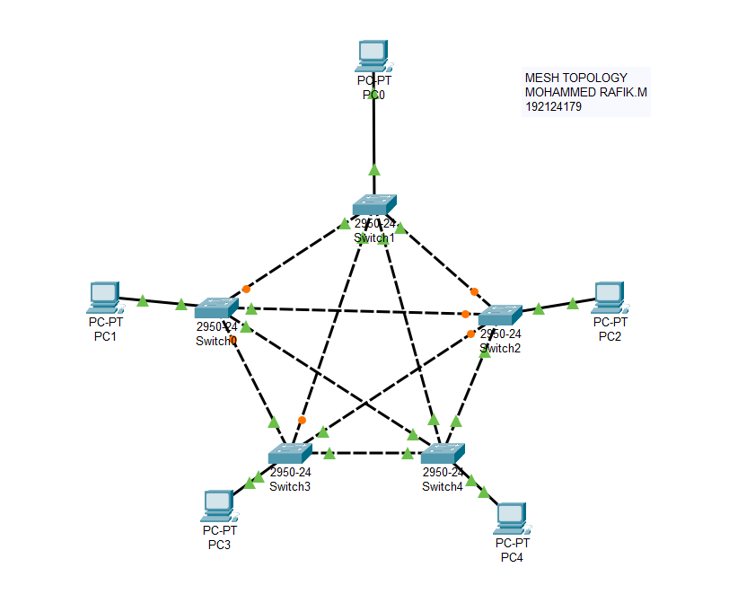 PC-PT
PC0
MESH TOPOLOGY
MOHAMMED RAFIK.M
192124179
2950-24
Switch1
PC-PT
PC1
2950-24
Switch0
2950-24
Switch2
PC-PT
PC2
2950-24
Switch3
2950-24
Switch4
PC-PT
PC3
PC-PT
PC4